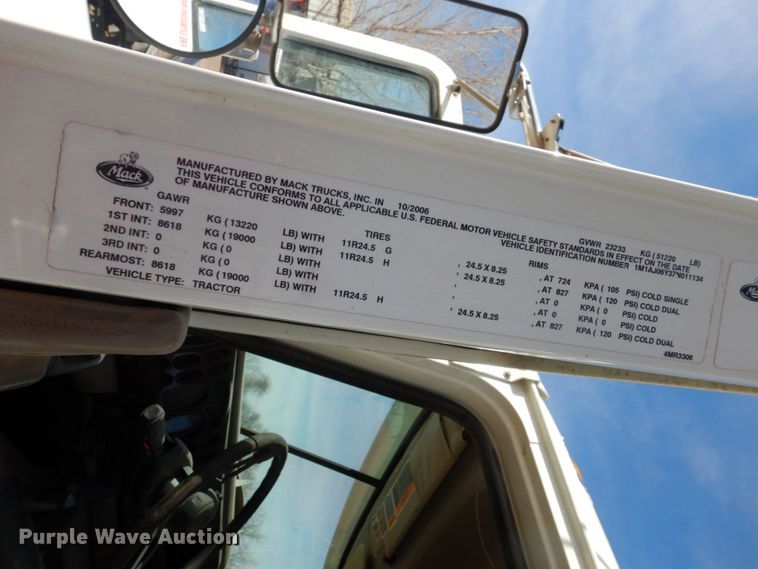 Mack
MANUFACTURED BY MACK TRUCKS, INC. IN 10/2006
THIS VEHICLE CONFORMS TO ALL APPLICABLE U.S. FEDERAL MOTOR VEHICLE SAFETY STANDARDS IN EFFECT ON THE DATE
OF MANUFACTURE SHOWN ABOVE.
GVWR 23233 KG ( 51220 LB)
VEHICLE IDENTIFICATION NUMBER 1M1AJ06Y37N011134
GAWR TIRES RIMS
FRONT: 5997 KG ( 13220 LB) WITH 11R24.5 G , 24.5 X 8.25 , AT 724 KPA ( 105 PSI) COLD SINGLE
1ST INT: 8618 KG ( 19000 LB) WITH 11R24.5 H , 24.5 X 8.25 , AT 827 KPA ( 120 PSI) COLD DUAL
2ND INT: 0 KG ( 0 LB) WITH , , AT 0 KPA ( 0 PSI) COLD
3RD INT: 0 KG ( 0 LB) WITH , , AT 0 KPA ( 0 PSI) COLD
REARMOST: 8618 KG ( 19000 LB) WITH 11R24.5 H , 24.5 X 8.25 , AT 827 KPA ( 120 PSI) COLD DUAL
VEHICLE TYPE: TRACTOR
4MR3306
Purple Wave Auction